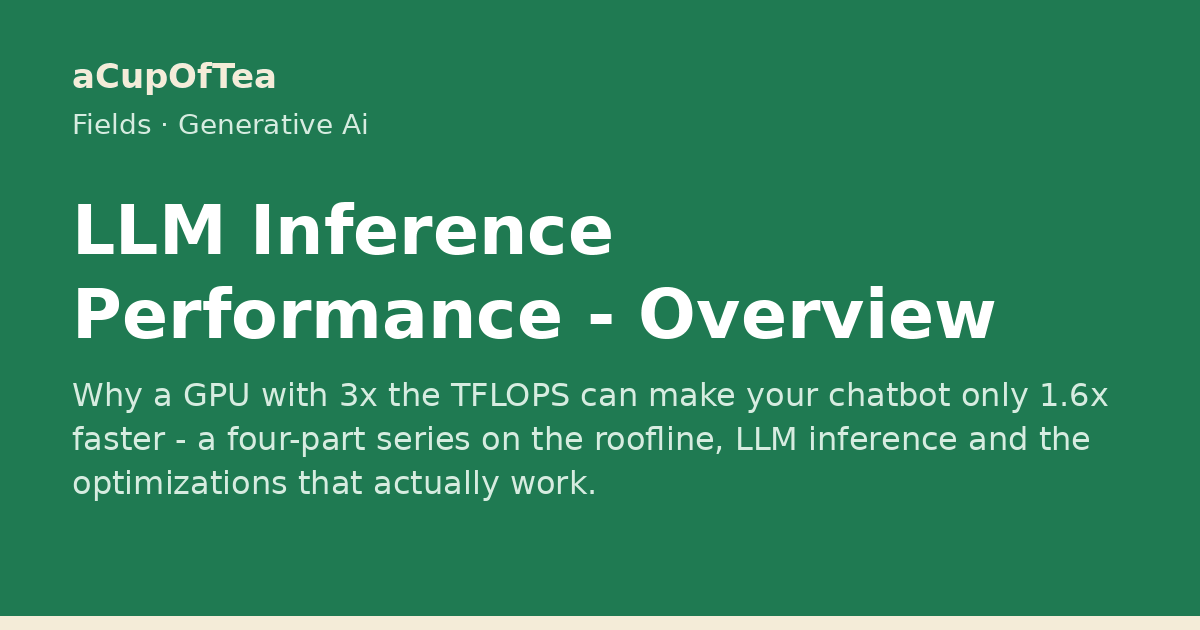 aCupOfTea
Fields · Generative Ai
LLM Inference
Performance - Overview
Why a GPU with 3x the TFLOPS can make your chatbot only 1.6x
faster - a four-part series on the roofline, LLM inference and the
optimizations that actually work.